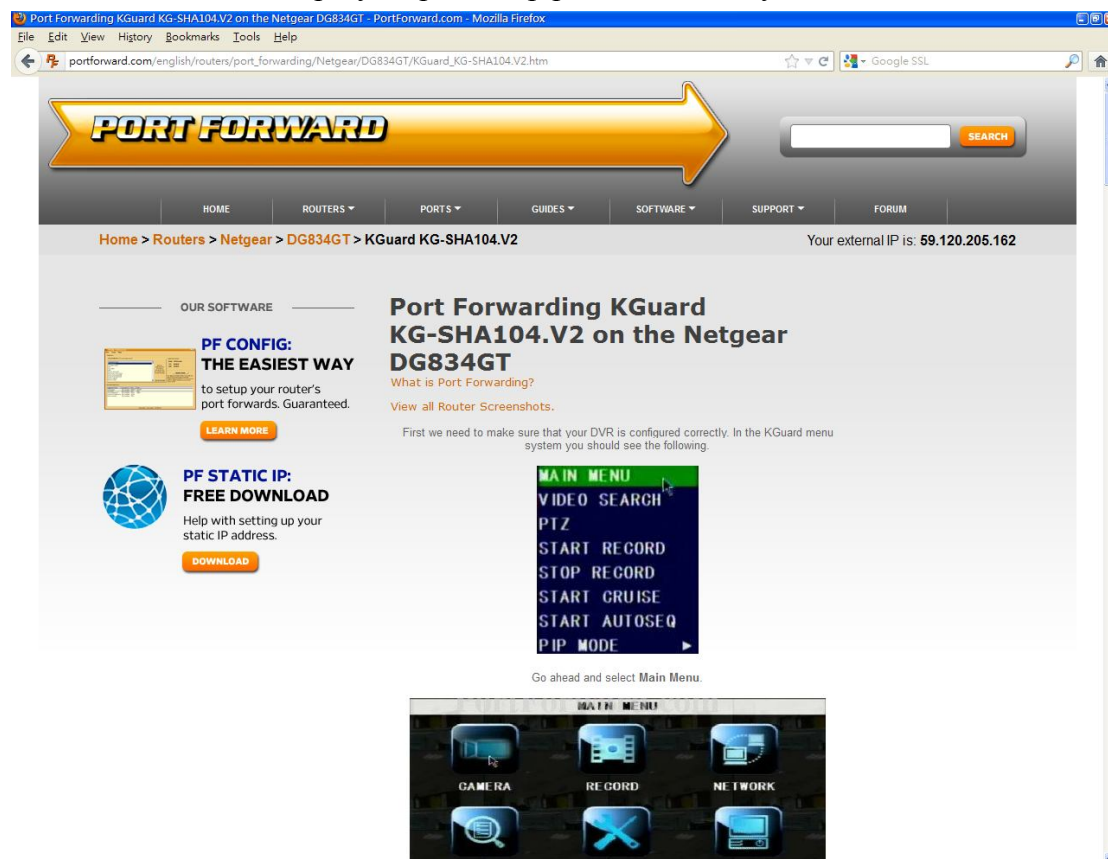 Port Forwarding KGuard KG-SHA104.V2 on the Netgear DG834GT - PortForward.com - Mozilla Firefox
File Edit View History Bookmarks Tools Help
portforward.com/english/routers/port_forwarding/Netgear/DG834GT/KGuard_KG-SHA104.V2.htm
Google SSL
PORT FORWARD
SEARCH
HOME ROUTERS PORTS GUIDES SOFTWARE SUPPORT FORUM
Home > Routers > Netgear > DG834GT > KGuard KG-SHA104.V2
Your external IP is: 59.120.205.162
OUR SOFTWARE
PF CONFIG:
THE EASIEST WAY
to setup your router's
port forwards. Guaranteed.
LEARN MORE
PF STATIC IP:
FREE DOWNLOAD
Help with setting up your
static IP address.
DOWNLOAD
Port Forwarding KGuard
KG-SHA104.V2 on the Netgear
DG834GT
What is Port Forwarding?
View all Router Screenshots.
First we need to make sure that your DVR is configured correctly. In the KGuard menu
system you should see the following.
MAIN MENU
VIDEO SEARCH
PTZ
START RECORD
STOP RECORD
START CRUISE
START AUTOSEQ
PIP MODE
Go ahead and select Main Menu.
MAIN MENU
CAMERA RECORD NETWORK